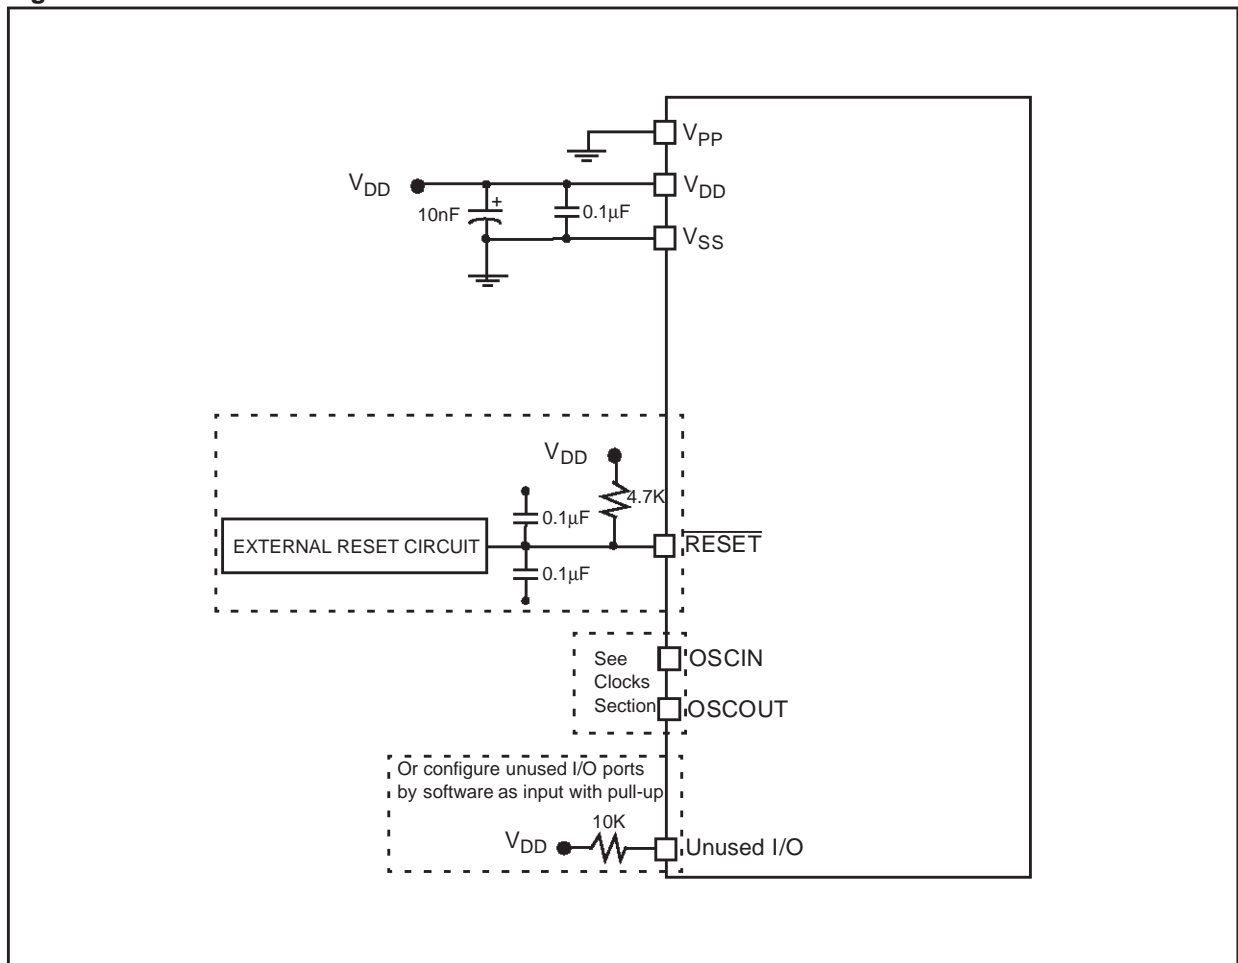 VPP
VDD
VDD
10nF
+
0.1µF
VSS
VDD
4.7K
0.1µF
EXTERNAL RESET CIRCUIT
RESET
0.1µF
See
Clocks
Section
OSCIN
OSCOUT
Or configure unused I/O ports
by software as input with pull-up
10K
VDD
Unused I/O